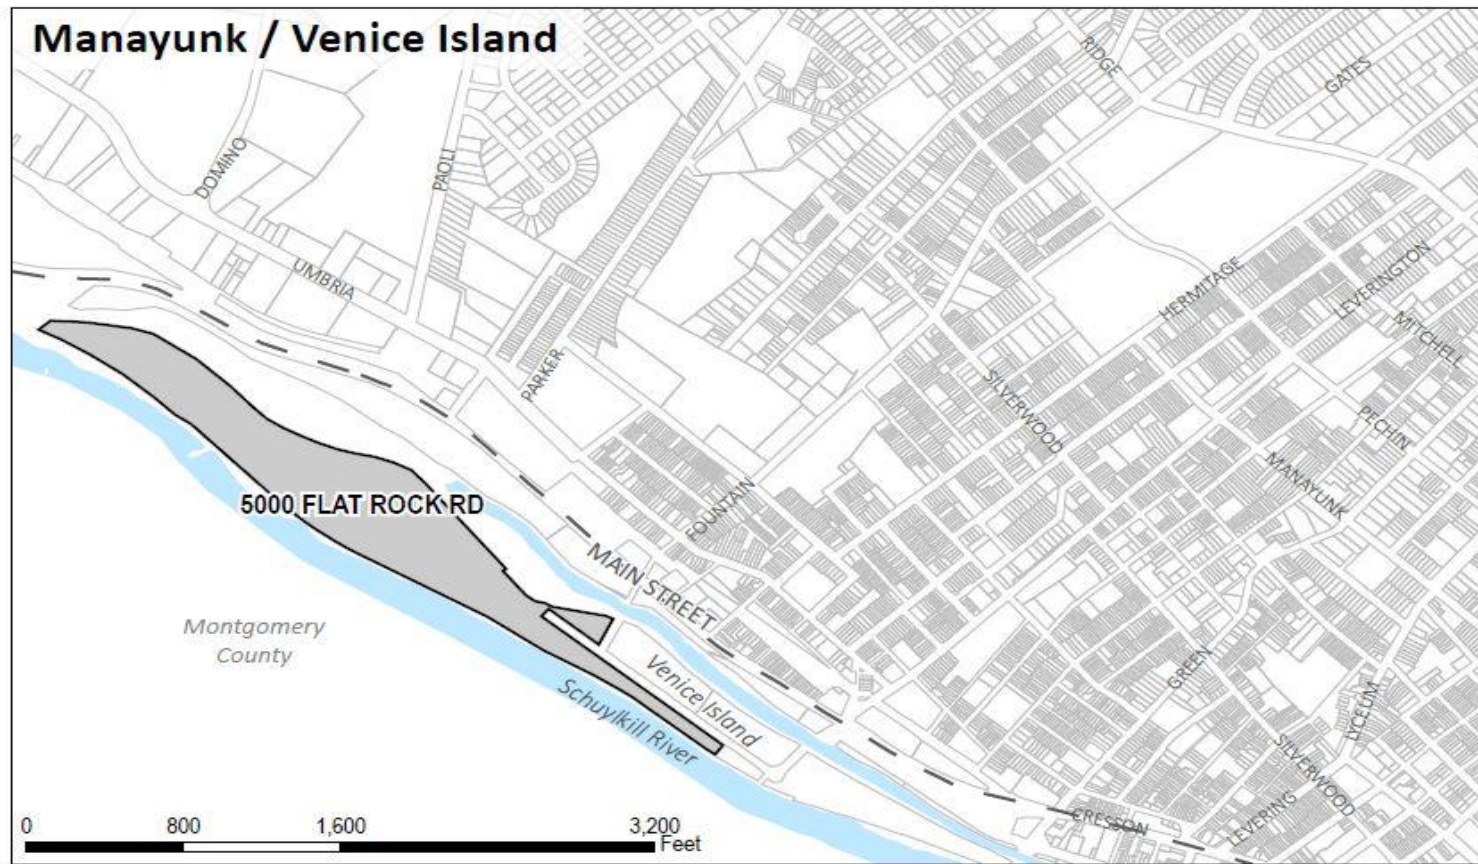 Manayunk / Venice Island
RIDGE
GATES
DOMINO
PAOLI
UMBRIA
HERMITAGE
LEVERINGTON
MITCHELL
PARKER
SILVERWOOD
PECHIN
MANAYUNK
5000 FLAT ROCK RD
FOUNTAIN
MAIN STREET
Montgomery
County
Venice Island
Schuylkill River
GREEN
LYCEUM
SILVERWOOD
CRESSON
LEVERING
0 800 1,600 3,200
Feet